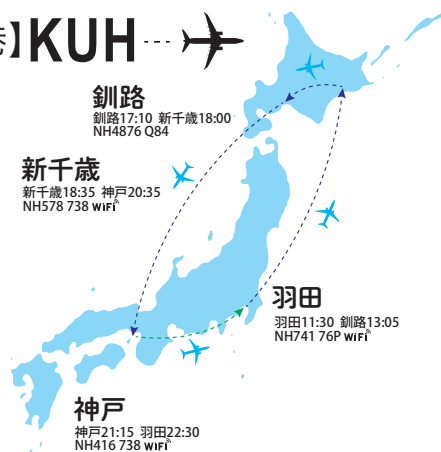 】KUH
釧路
釧路17:10 新千歳18:00
NH4876 Q84
新千歳
新千歳18:35 神戸20:35
NH578 738 WiFi
羽田
羽田11:30 釧路13:05
NH741 76P WiFi
神戸
神戸21:15 羽田22:30
NH416 738 WiFi